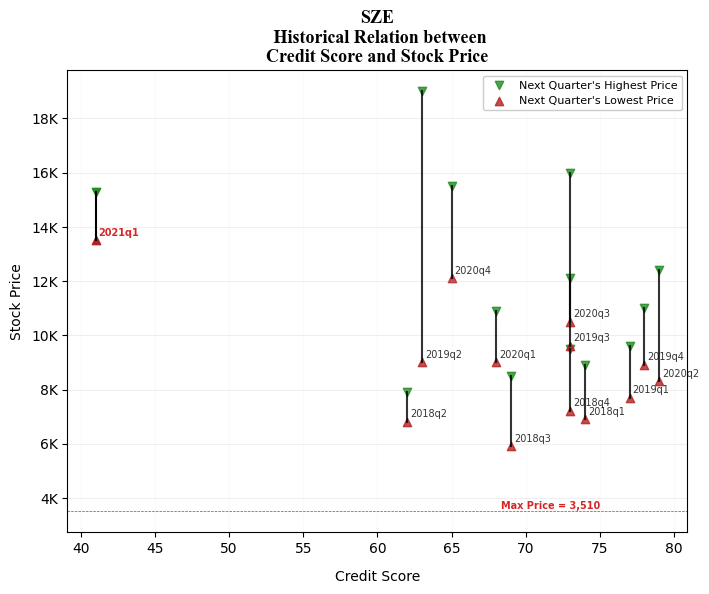 SZE
Historical Relation between
Credit Score and Stock Price
Next Quarter's Highest Price
Next Quarter's Lowest Price
18K
16K
14K
12K
10K
8K
6K
4K
Stock Price
2021q1
2020q4
2020q3
2019q3
2019q2
2020q1
2019q4
2020q2
2019q1
2018q4
2018q1
2018q2
2018q3
Max Price = 3,510
40
45
50
55
60
65
70
75
80
Credit Score